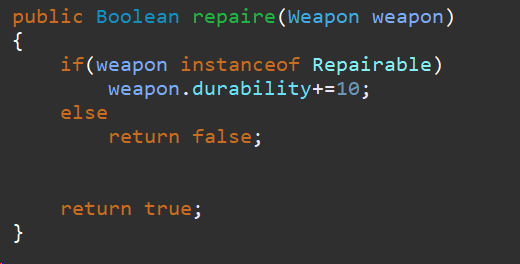 public Boolean repaire(Weapon weapon)
{
    if(weapon instanceof Repairable)
        weapon.durability+=10;
    else
        return false;
    return true;
}